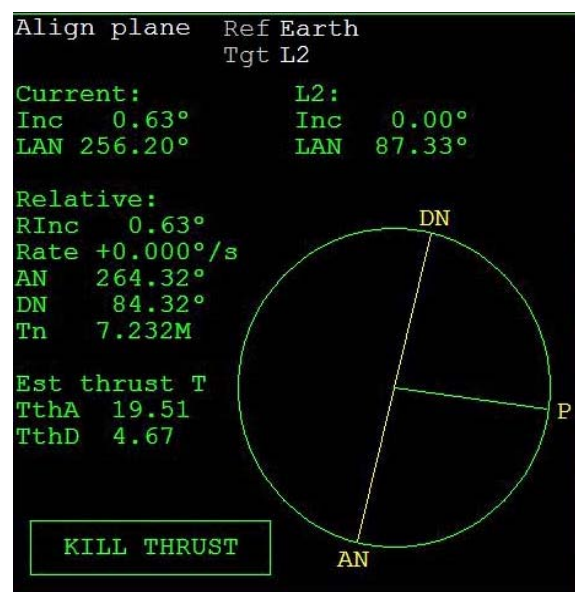 Align plane Ref Earth
Tgt L2
Current: L2:
Inc 0.63° Inc 0.00°
LAN 256.20° LAN 87.33°
Relative:
RInc 0.63°
Rate +0.000°/s
AN 264.32°
DN 84.32°
Tn 7.232M
Est thrust T
TthA 19.51
TthD 4.67
KILL THRUST
DN
P
AN